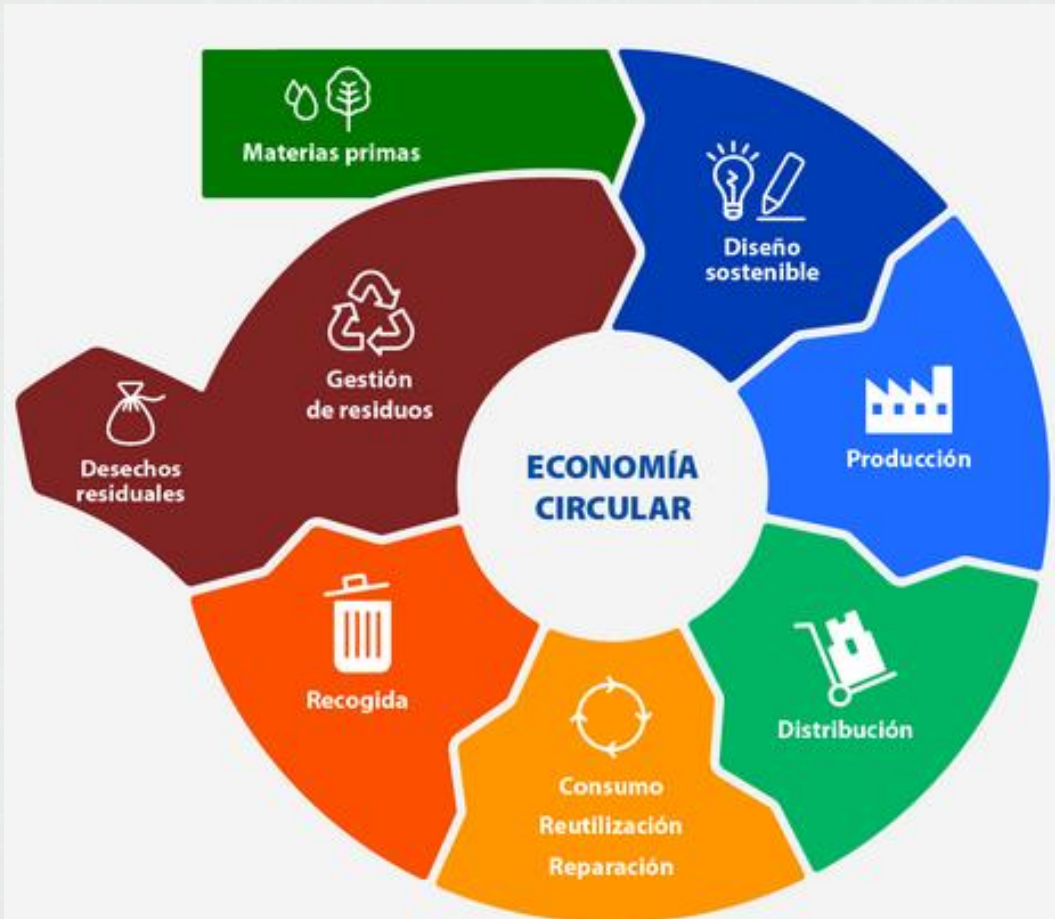 Materias primas
Diseño
sostenible
Producción
Distribución
Consumo
Reutilización
Reparación
Recogida
Gestión
de residuos
Desechos
residuales
ECONOMÍA
CIRCULAR